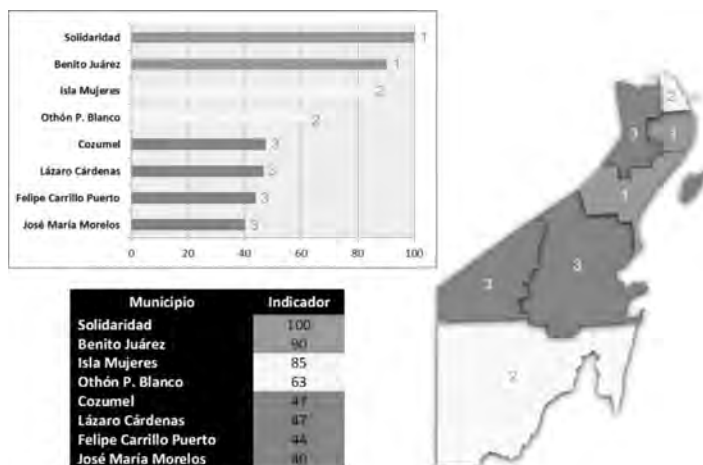 Solidaridad 1
Benito Juárez 1
Isla Mujeres 2
Othón P. Blanco 2
Cozumel 3
Lázaro Cárdenas 3
Felipe Carrillo Puerto 3
José María Morelos 3
0 20 40 60 80 100
Municipio Indicador
Solidaridad 100
Benito Juárez 90
Isla Mujeres 85
Othón P. Blanco 63
Cozumel 47
Lázaro Cárdenas 47
Felipe Carrillo Puerto 44
José María Morelos 40
2
3 1
1
3
3
2